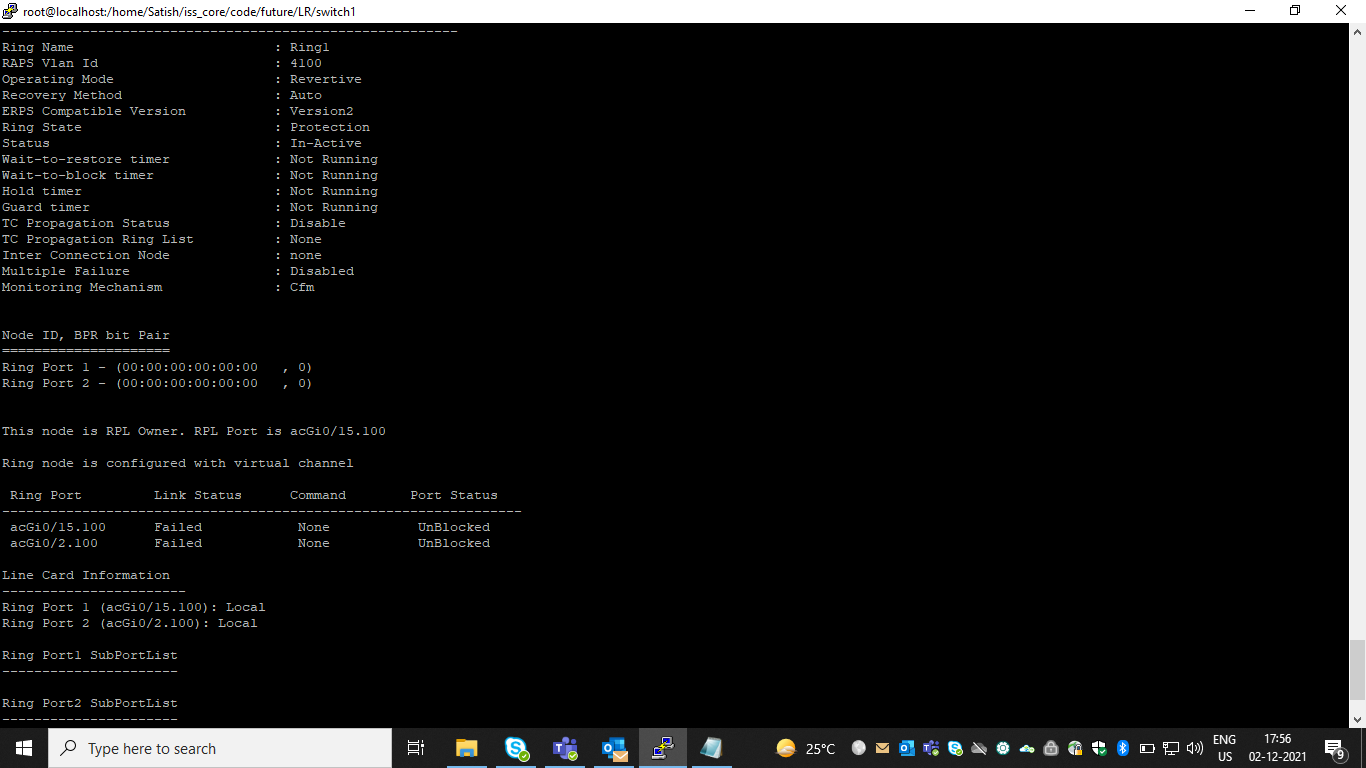 root@localhost:/home/Satish/iss_core/code/future/LR/switch1
---------------------------------------------------------
Ring Name : Ring1
RAPS Vlan Id : 4100
Operating Mode : Revertive
Recovery Method : Auto
ERPS Compatible Version : Version2
Ring State : Protection
Status : In-Active
Wait-to-restore timer : Not Running
Wait-to-block timer : Not Running
Hold timer : Not Running
Guard timer : Not Running
TC Propagation Status : Disable
TC Propagation Ring List : None
Inter Connection Node : none
Multiple Failure : Disabled
Monitoring Mechanism : Cfm
Node ID, BPR bit Pair
=====================
Ring Port 1 - (00:00:00:00:00:00 , 0)
Ring Port 2 - (00:00:00:00:00:00 , 0)
This node is RPL Owner. RPL Port is acGi0/15.100
Ring node is configured with virtual channel
Ring Port Link Status Command Port Status
-----------------------------------------------------------------
acGi0/15.100 Failed None UnBlocked
acGi0/2.100 Failed None UnBlocked
Line Card Information
-----------------------
Ring Port 1 (acGi0/15.100): Local
Ring Port 2 (acGi0/2.100): Local
Ring Port1 SubPortList
----------------------
Ring Port2 SubPortList
----------------------
Type here to search
25°C
ENG
US
17:56
02-12-2021
9